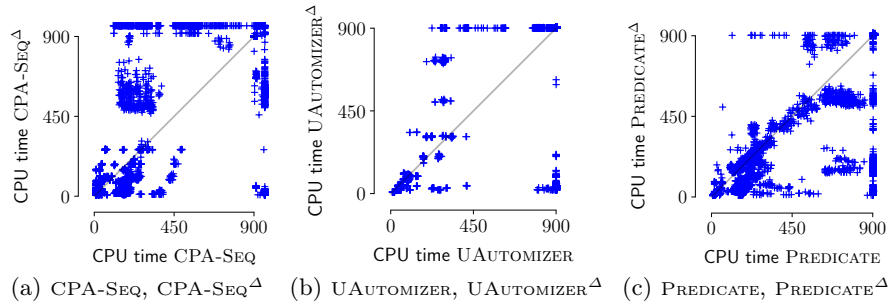 900
450
0
0
450
900
CPU time CPA-SEQ
CPU time CPA-SEQ^Δ
(a) CPA-SEQ, CPA-SEQ^Δ
900
450
0
0
450
900
CPU time UAUTOMIZER
CPU time UAUTOMIZER^Δ
(b) UAUTOMIZER, UAUTOMIZER^Δ
900
450
0
0
450
900
CPU time PREDICATE
CPU time PREDICATE^Δ
(c) PREDICATE, PREDICATE^Δ